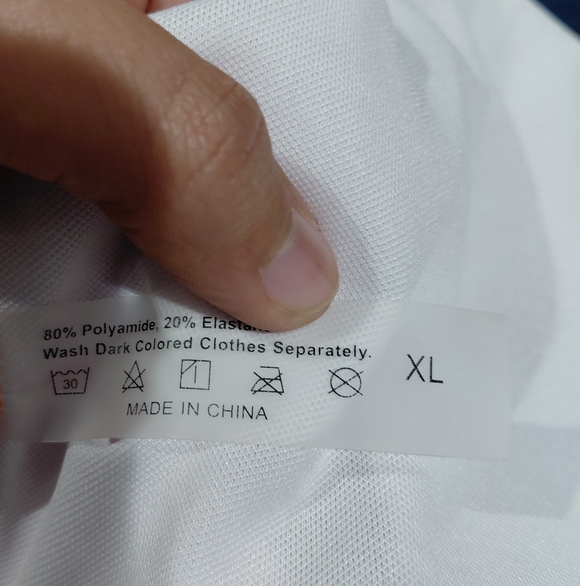 80% Polyamide, 20%
Wash Dark Colored Clothes Separately.
30
XL
MADE IN CHINA